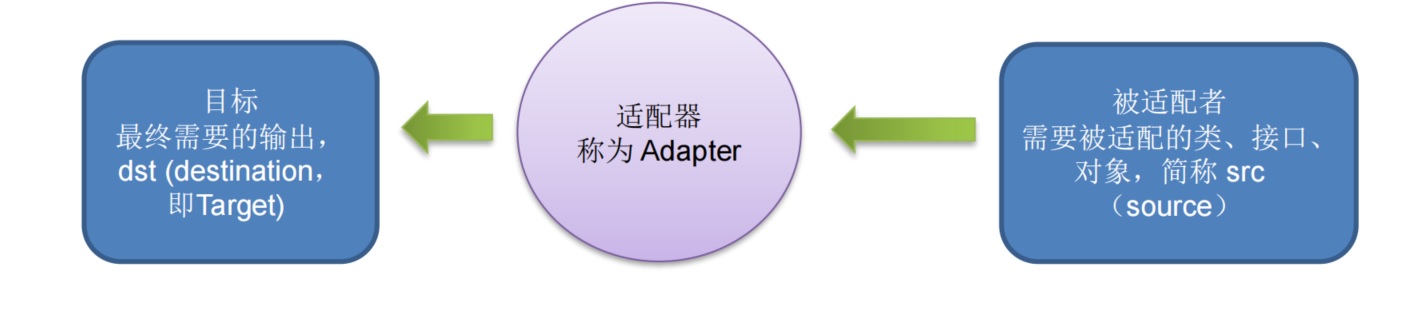 目标
最终需要的输出，
dst (destination，
即Target)
适配器
称为 Adapter
被适配者
需要被适配的类、接口、
对象，简称 src
（source）